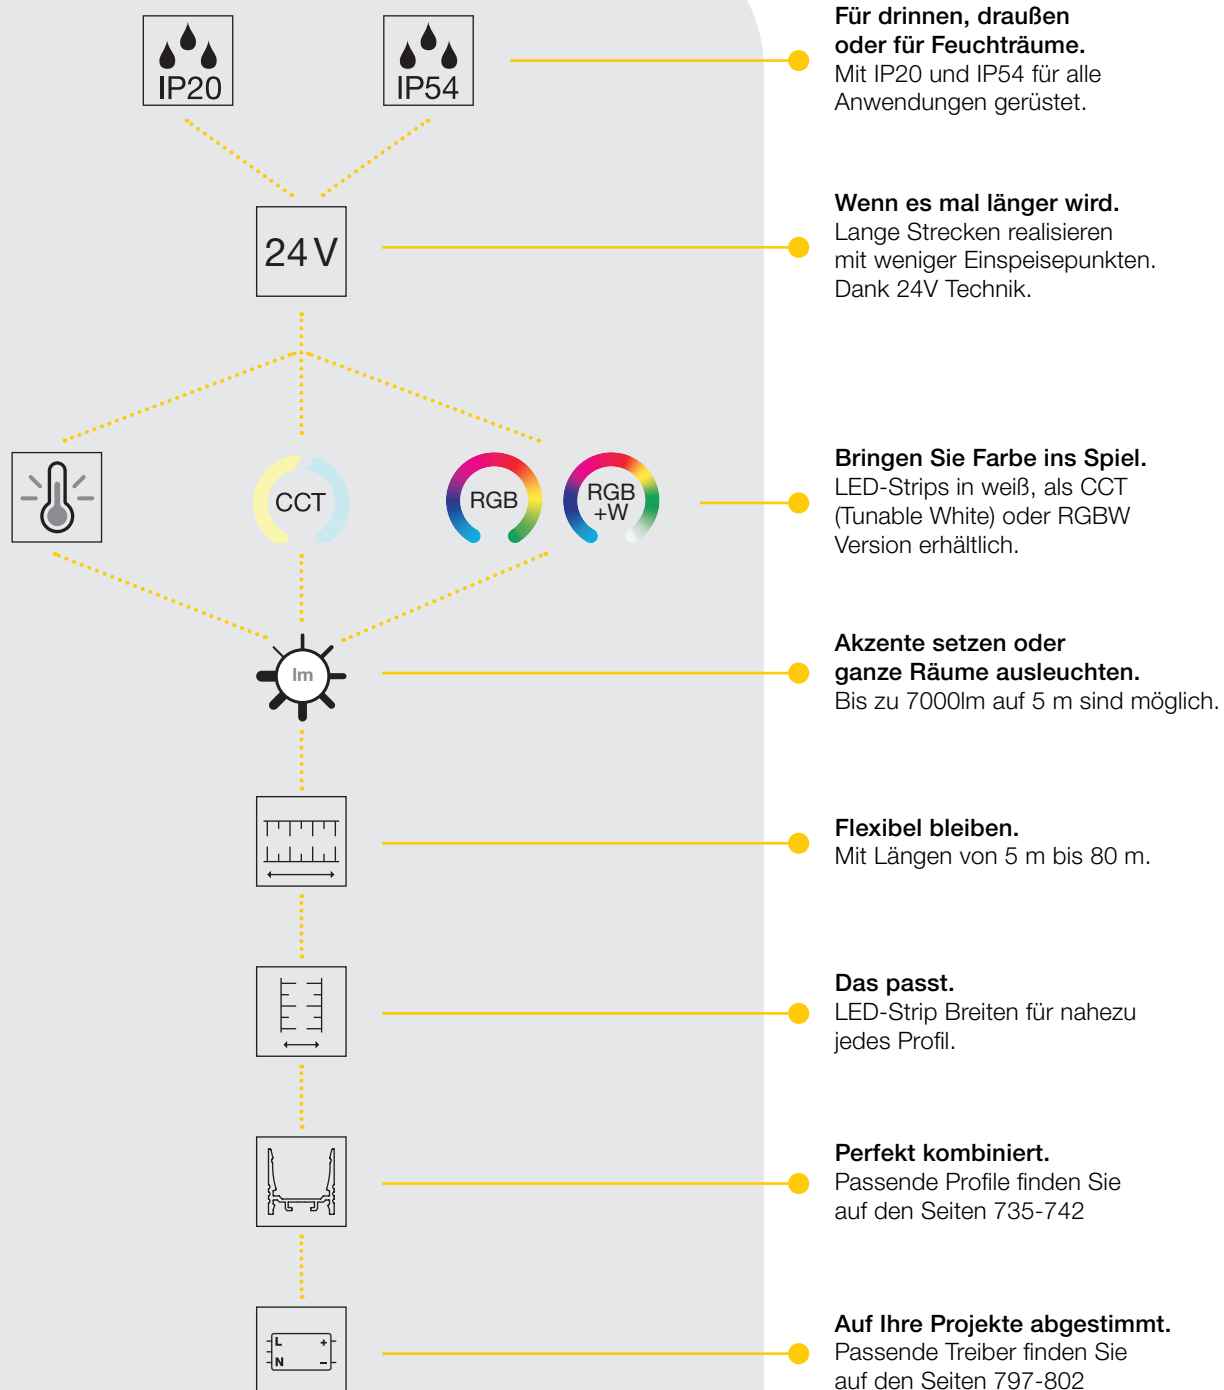 IP20
IP54
Für drinnen, draußen
oder für Feuchträume.
Mit IP20 und IP54 für alle
Anwendungen gerüstet.
24V
Wenn es mal länger wird.
Lange Strecken realisieren
mit weniger Einspeisepunkten.
Dank 24V Technik.
CCT
RGB
RGB
+W
Bringen Sie Farbe ins Spiel.
LED-Strips in weiß, als CCT
(Tunable White) oder RGBW
Version erhältlich.
lm
Akzente setzen oder
ganze Räume ausleuchten.
Bis zu 7000lm auf 5 m sind möglich.
Flexibel bleiben.
Mit Längen von 5 m bis 80 m.
Das passt.
LED-Strip Breiten für nahezu
jedes Profil.
Perfekt kombiniert.
Passende Profile finden Sie
auf den Seiten 735-742
L +
N −
Auf Ihre Projekte abgestimmt.
Passende Treiber finden Sie
auf den Seiten 797-802